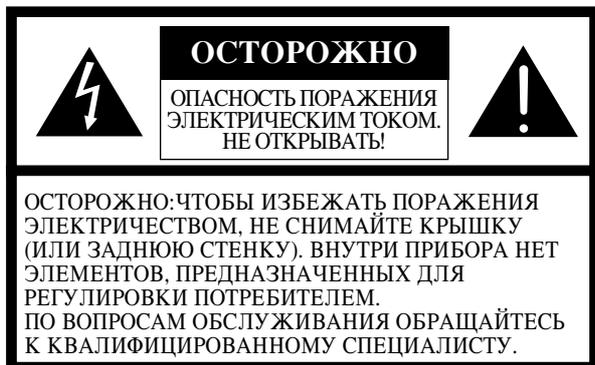 ОСТОРОЖНО
ОПАСНОСТЬ ПОРАЖЕНИЯ
ЭЛЕКТРИЧЕСКИМ ТОКОМ.
НЕ ОТКРЫВАТЬ!
ОСТОРОЖНО:ЧТОБЫ ИЗБЕЖАТЬ ПОРАЖЕНИЯ
ЭЛЕКТРИЧЕСТВОМ, НЕ СНИМАЙТЕ КРЫШКУ
(ИЛИ ЗАДНЮЮ СТЕНКУ). ВНУТРИ ПРИБОРА НЕТ
ЭЛЕМЕНТОВ, ПРЕДНАЗНАЧЕННЫХ ДЛЯ
РЕГУЛИРОВКИ ПОТРЕБИТЕЛЕМ.
ПО ВОПРОСАМ ОБСЛУЖИВАНИЯ ОБРАЩАЙТЕСЬ
К КВАЛИФИЦИРОВАННОМУ СПЕЦИАЛИСТУ.